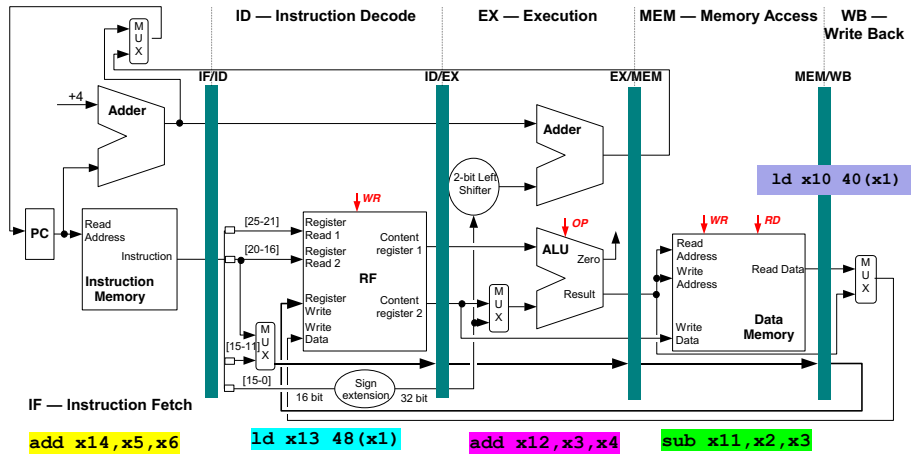 ID — Instruction Decode
EX — Execution
MEM — Memory Access
WB —
Write Back
M
U
X
IF/ID
ID/EX
EX/MEM
MEM/WB
+4
Adder
Adder
2-bit Left
Shifter
ld x10 40(x1)
WR
OP
WR
RD
PC
Read
Address
Instruction
Instruction
Memory
[25-21]
[20-16]
[15-11]
[15-0]
Register
Read 1
Register
Read 2
RF
Register
Write
Write
Data
Content
register 1
Content
register 2
M
U
X
M
U
X
ALU
Zero
Result
Read
Address
Write
Address
Read Data
Write
Data
Data
Memory
M
U
X
16 bit
Sign
extension
32 bit
IF — Instruction Fetch
add x14,x5,x6
ld x13 48(x1)
add x12,x3,x4
sub x11,x2,x3